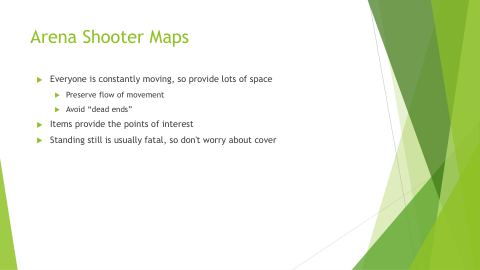 Arena Shooter Maps
Everyone is constantly moving, so provide lots of space
Preserve flow of movement
Avoid “dead ends”
Items provide the points of interest
Standing still is usually fatal, so don't worry about cover